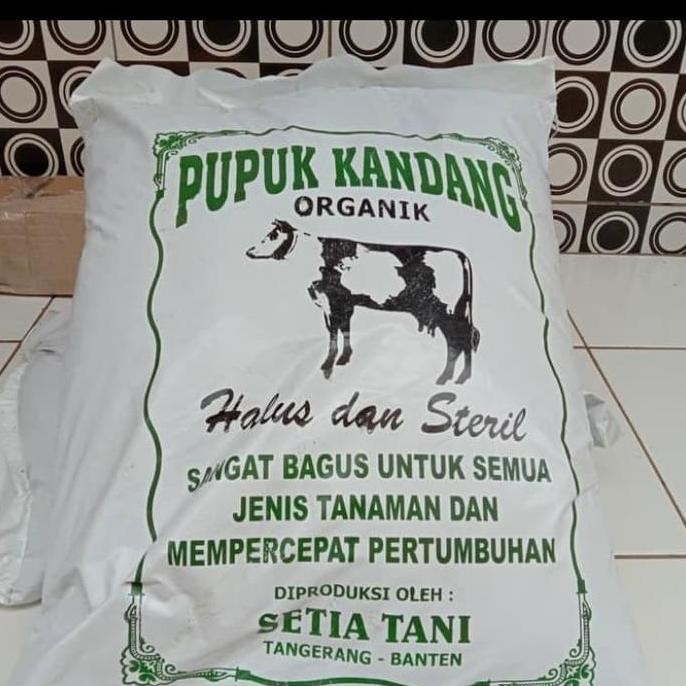 PUPUK KANDANG
ORGANIK
Halus dan Steril
SANGAT BAGUS UNTUK SEMUA
JENIS TANAMAN DAN
MEMPERCEPAT PERTUMBUHAN
DIPRODUKSI OLEH :
SETIA TANI
TANGERANG - BANTEN